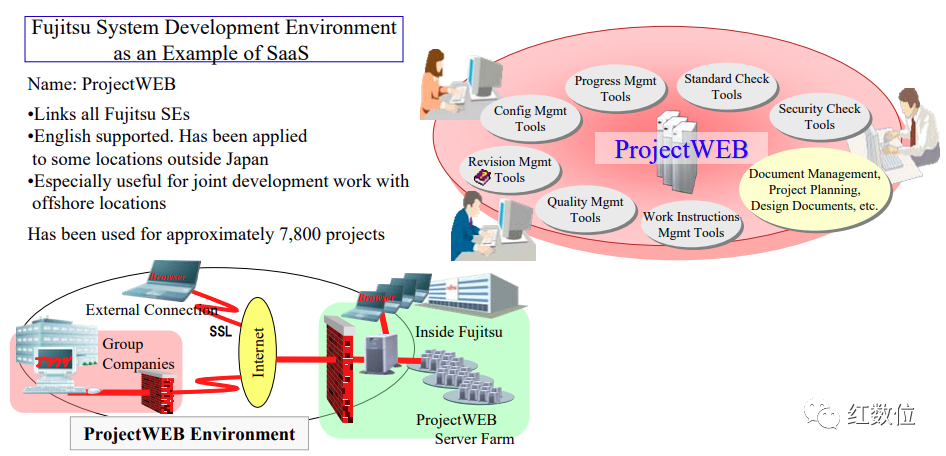 Fujitsu System Development Environment
as an Example of SaaS
Name: ProjectWEB
•Links all Fujitsu SEs
•English supported. Has been applied
to some locations outside Japan
•Especially useful for joint development work with
offshore locations
Has been used for approximately 7,800 projects
Progress Mgmt
Tools
Standard Check
Tools
Config Mgmt
Tools
Security Check
Tools
ProjectWEB
Revision Mgmt
Tools
Document Management,
Project Planning,
Design Documents, etc.
Quality Mgmt
Tools
Work Instructions
Mgmt Tools
Browser
External Connection
SSL
Internet
Browser
Inside Fujitsu
Group
Companies
ProjectWEB
Server Farm
ProjectWEB Environment
红数位